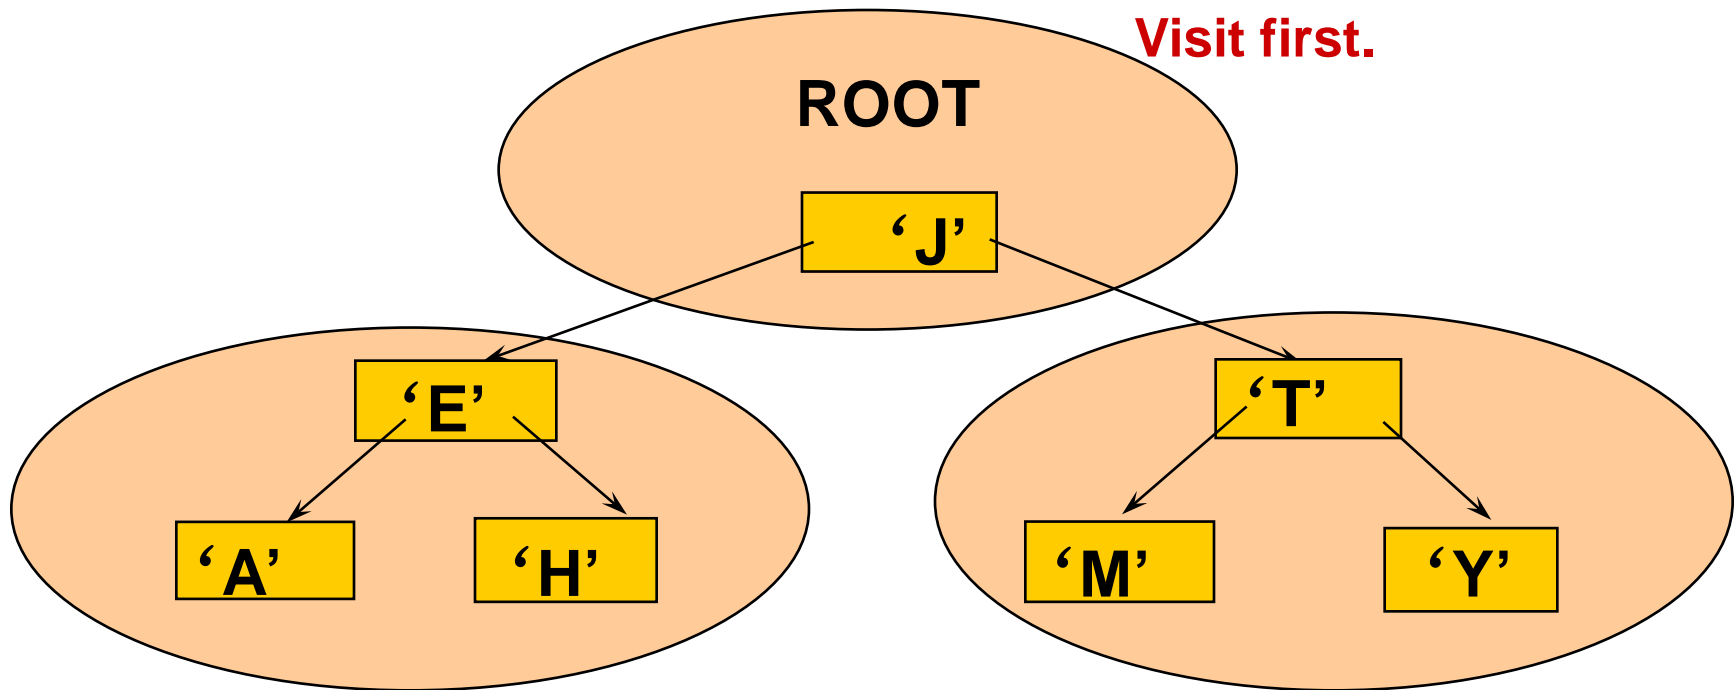 Visit first.
ROOT
‘J’
‘E’
‘T’
‘A’
‘H’
‘M’
‘Y’